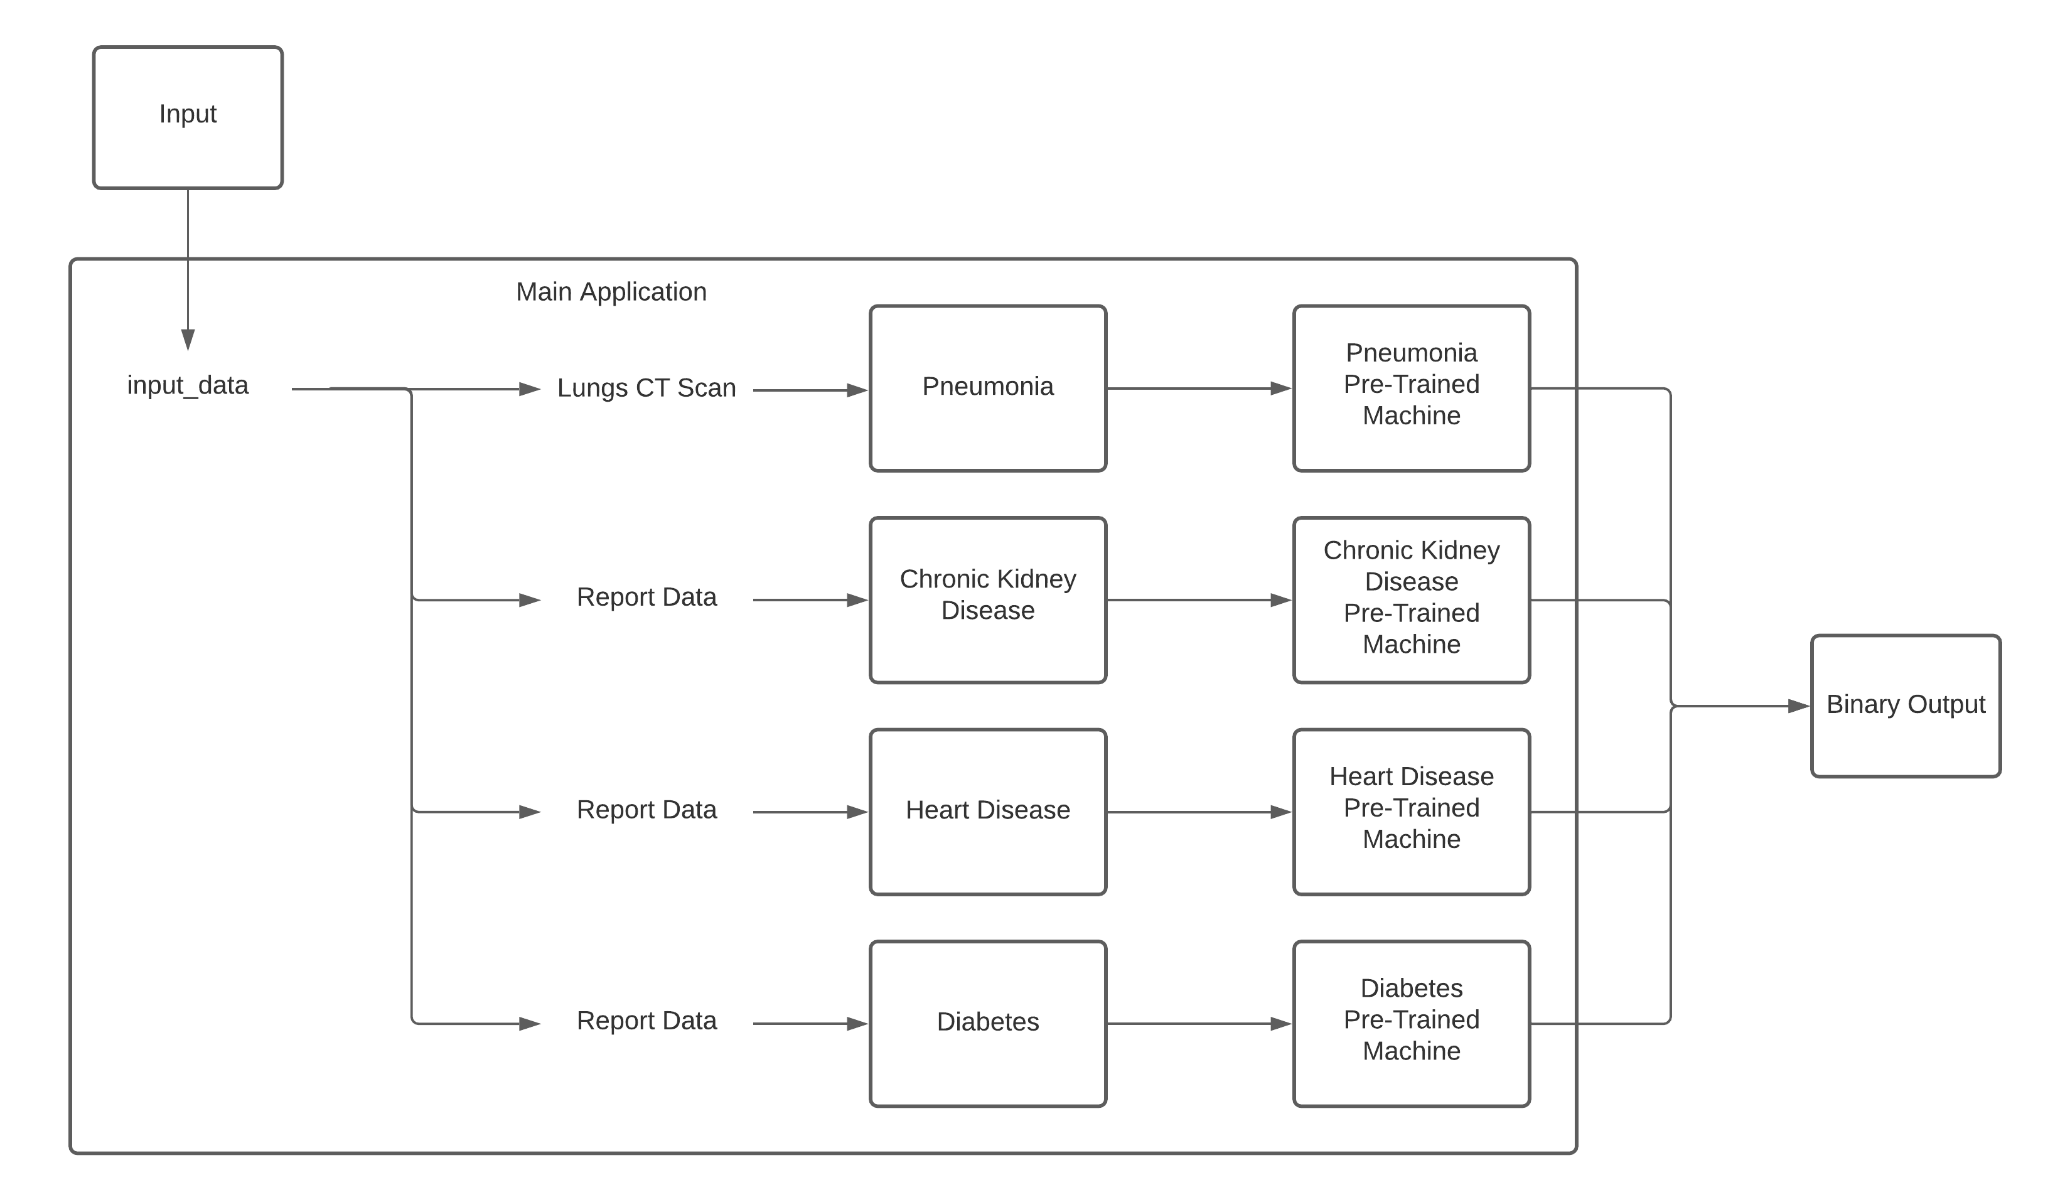 Input
Main Application
input_data
Lungs CT Scan
Pneumonia
Pneumonia
Pre-Trained
Machine
Report Data
Chronic Kidney
Disease
Chronic Kidney
Disease
Pre-Trained
Machine
Binary Output
Report Data
Heart Disease
Heart Disease
Pre-Trained
Machine
Report Data
Diabetes
Diabetes
Pre-Trained
Machine